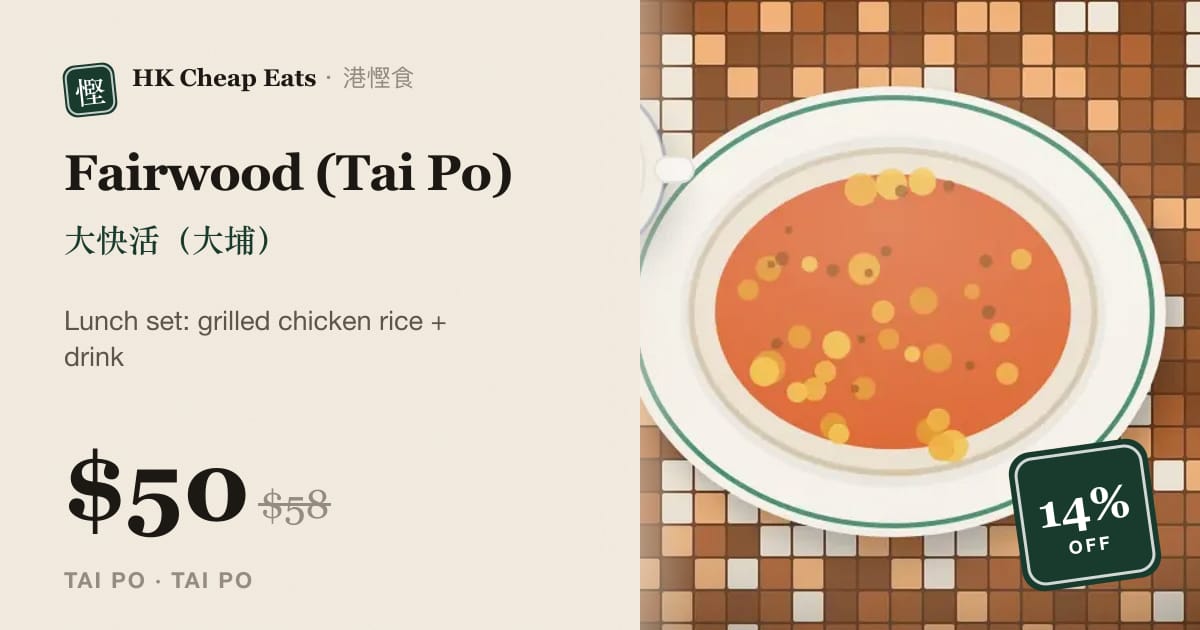 慳
HK Cheap Eats · 港慳食
Fairwood (Tai Po)
大快活（大埔）
Lunch set: grilled chicken rice +
drink
$50 $58
TAI PO · TAI PO
14%
OFF